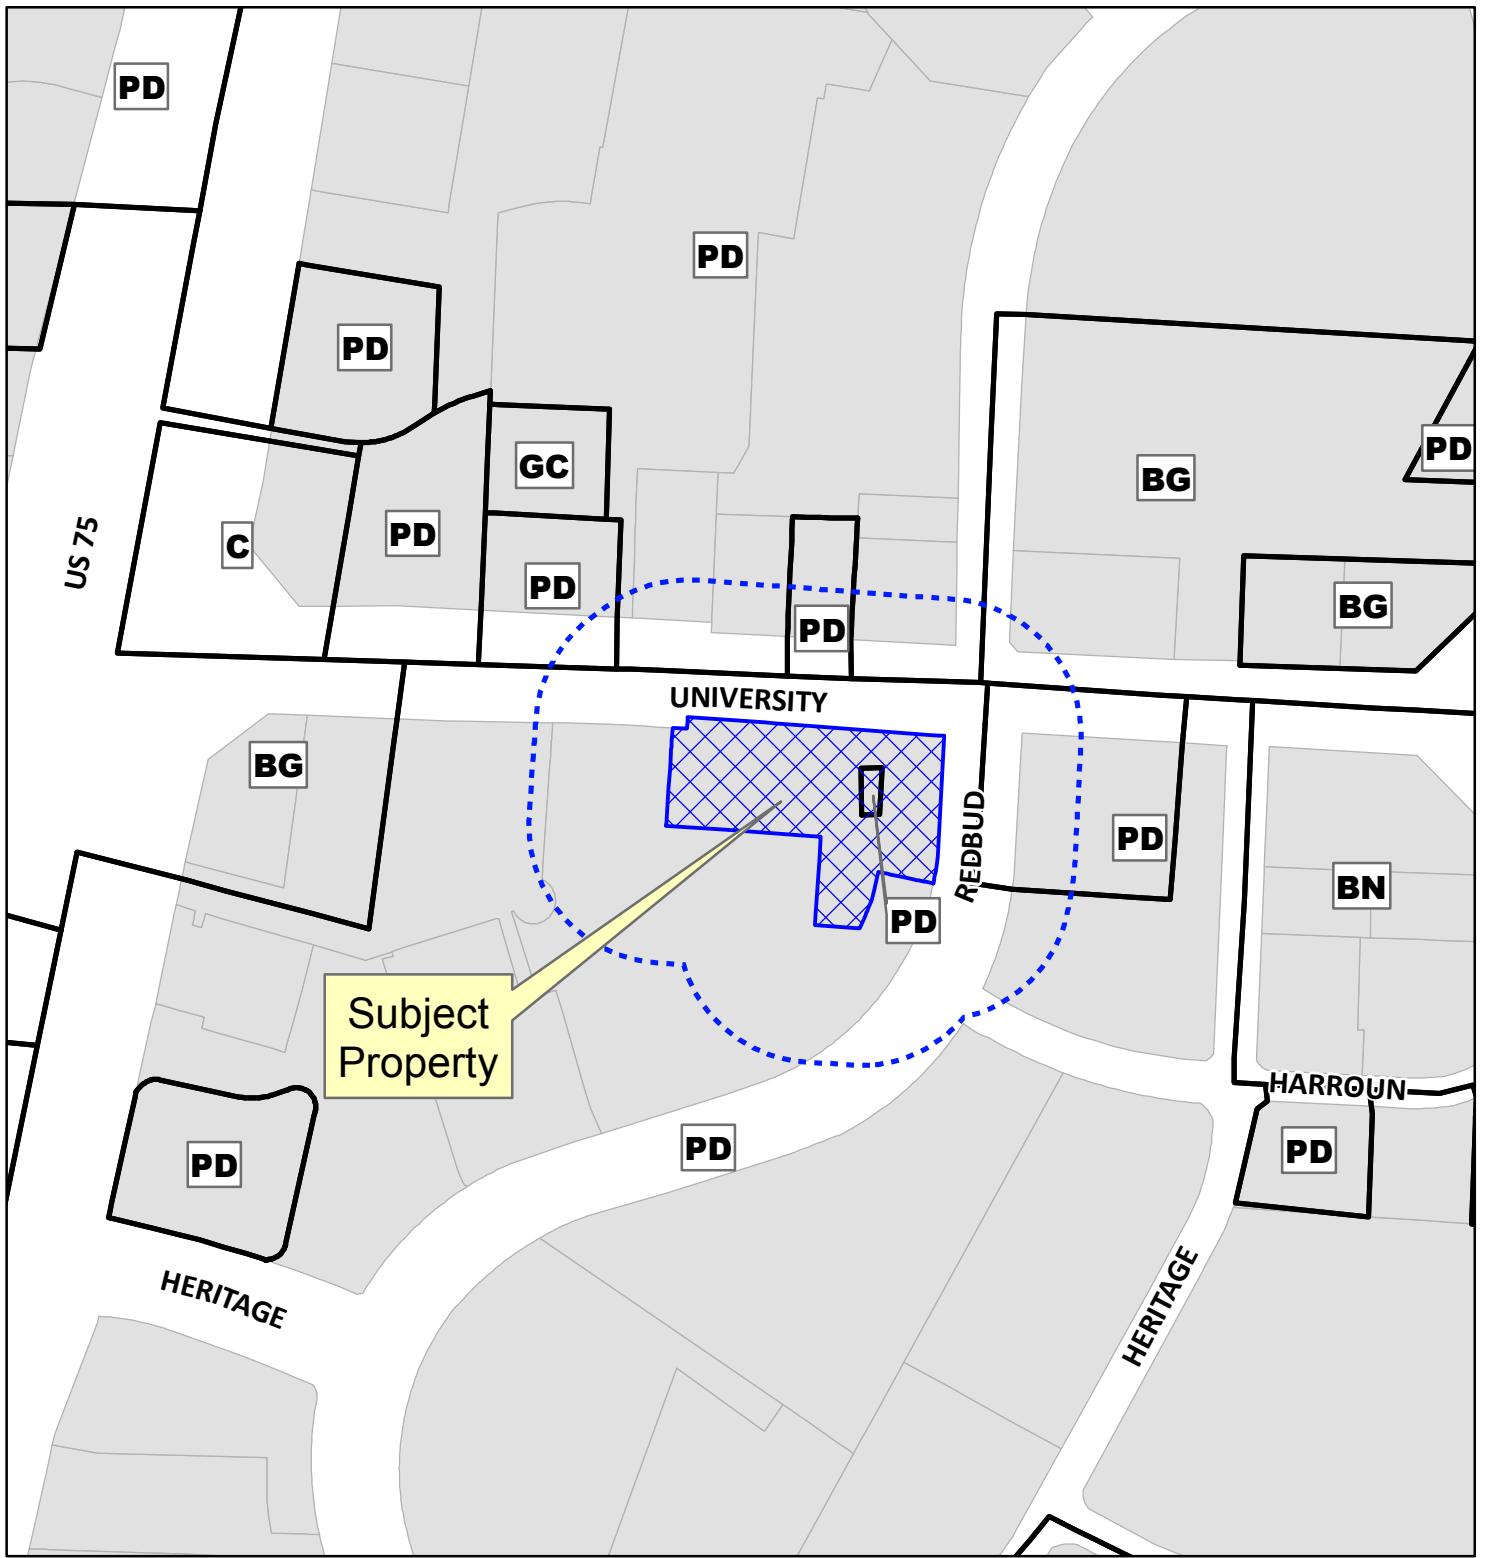 PD
PD
PD
GC
BG
PD
C
PD
US 75
PD
BG
PD
UNIVERSITY
BG
REDBUD
PD
BN
PD
Subject
Property
HARROUN
PD
PD
PD
HERITAGE
HERITAGE